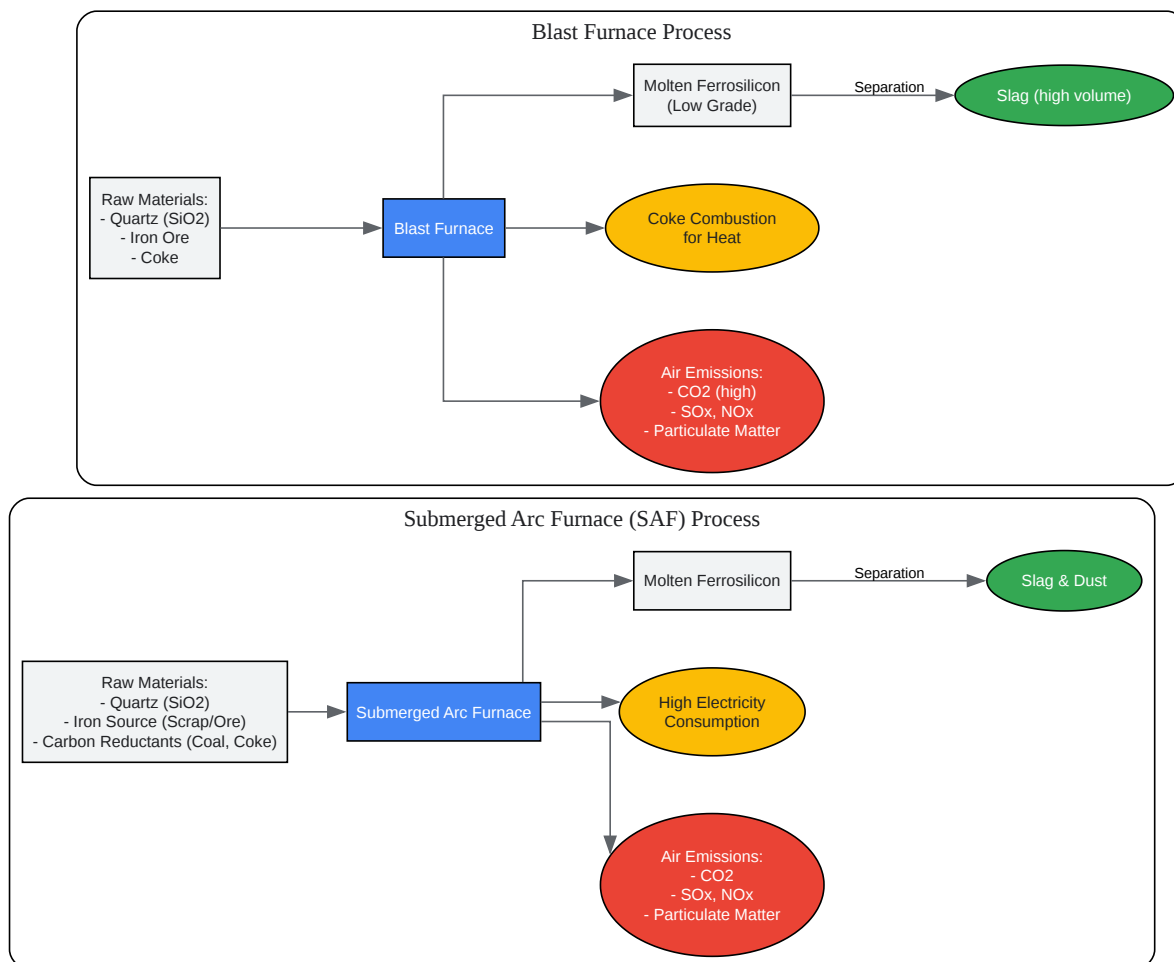 Blast Furnace Process
Molten Ferrosilicon
(Low Grade)
Separation
Slag (high volume)
Raw Materials:
- Quartz (SiO2)
- Iron Ore
- Coke
Blast Furnace
Coke Combustion
for Heat
Air Emissions:
- CO2 (high)
- SOx, NOx
- Particulate Matter
Submerged Arc Furnace (SAF) Process
Molten Ferrosilicon
Separation
Slag & Dust
Raw Materials:
- Quartz (SiO2)
- Iron Source (Scrap/Ore)
- Carbon Reductants (Coal, Coke)
Submerged Arc Furnace
High Electricity
Consumption
Air Emissions:
- CO2
- SOx, NOx
- Particulate Matter